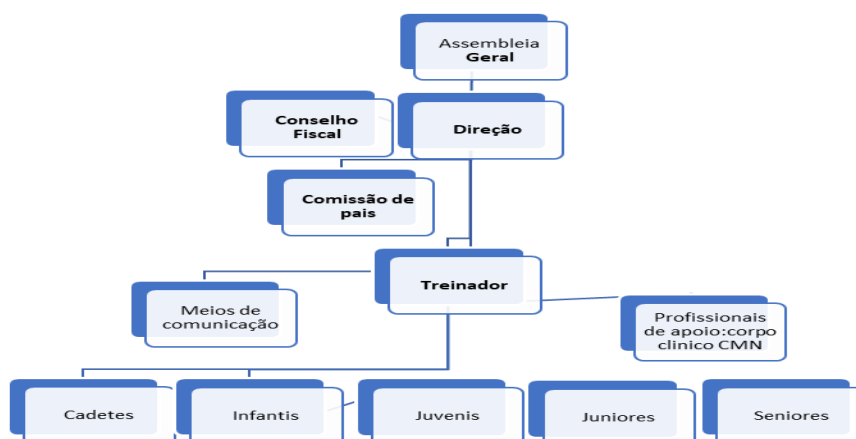 Assembleia
Geral
Conselho
Fiscal
Direção
Comissão de
pais
Treinador
Meios de
comunicação
Profissionais
de apoio:corpo
clinico CMN
Cadetes
Infantis
Juvenis
Juniores
Seniores